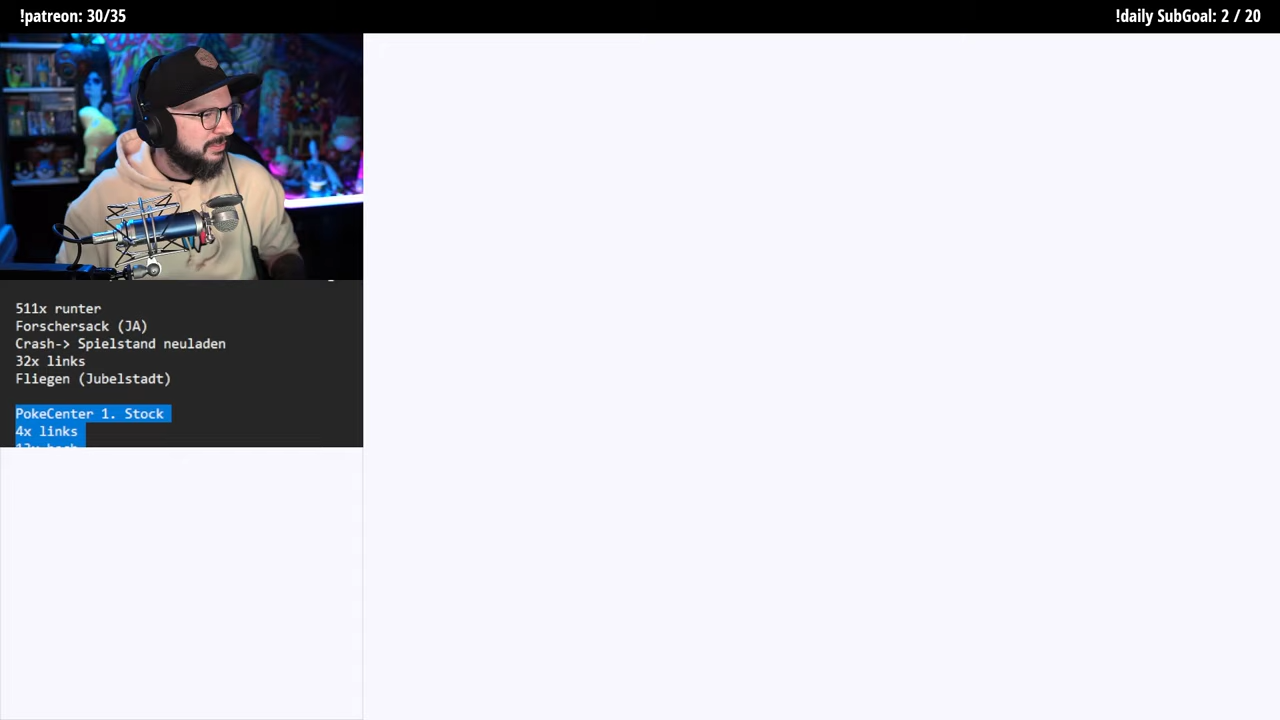 !patreon: 30/35
!daily SubGoal: 2 / 20
511x runter
Forschersack (JA)
Crash-> Spielstand neuladen
32x links
Fliegen (Jubelstadt)
PokeCenter 1. Stock
4x links